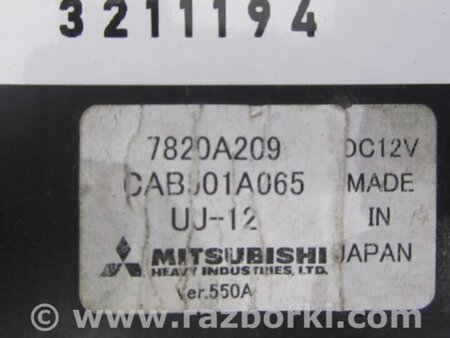 3211194
7820A209 DC12V
CAB501A065 MADE
UJ-12 IN
MITSUBISHI JAPAN
HEAVY INDUSTRIES, LTD.
Ver.550A
© www.razborki.com